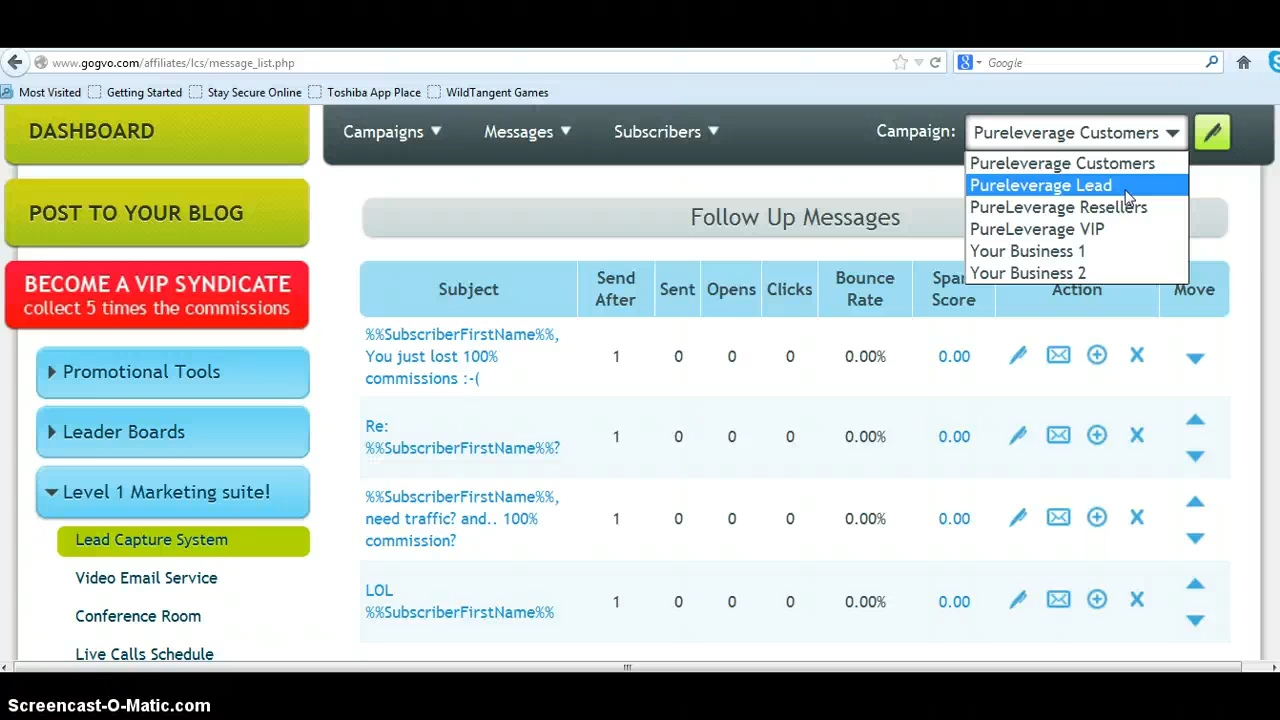 www.gogvo.com/affiliates/lcs/message_list.php
Google
Most Visited
Getting Started
Stay Secure Online
Toshiba App Place
WildTangent Games
DASHBOARD
POST TO YOUR BLOG
BECOME A VIP SYNDICATE
collect 5 times the commissions
Promotional Tools
Leader Boards
Level 1 Marketing suite!
Lead Capture System
Video Email Service
Conference Room
Live Calls Schedule
Campaigns
Messages
Subscribers
Campaign:
Pureleverage Customers
Pureleverage Customers
Pureleverage Lead
PureLeverage Resellers
PureLeverage VIP
Your Business 1
Your Business 2
Follow Up Messages
Subject
Send
After
Sent
Opens
Clicks
Bounce
Rate
Spam
Score
Action
Move
%%SubscriberFirstName%%,
You just lost 100%
commissions :-(
1
0
0
0
0.00%
0.00
Re:
%%SubscriberFirstName%%?
1
0
0
0
0.00%
0.00
%%SubscriberFirstName%%,
need traffic? and.. 100%
commission?
1
0
0
0
0.00%
0.00
LOL
%%SubscriberFirstName%%
1
0
0
0
0.00%
0.00
Screencast-O-Matic.com